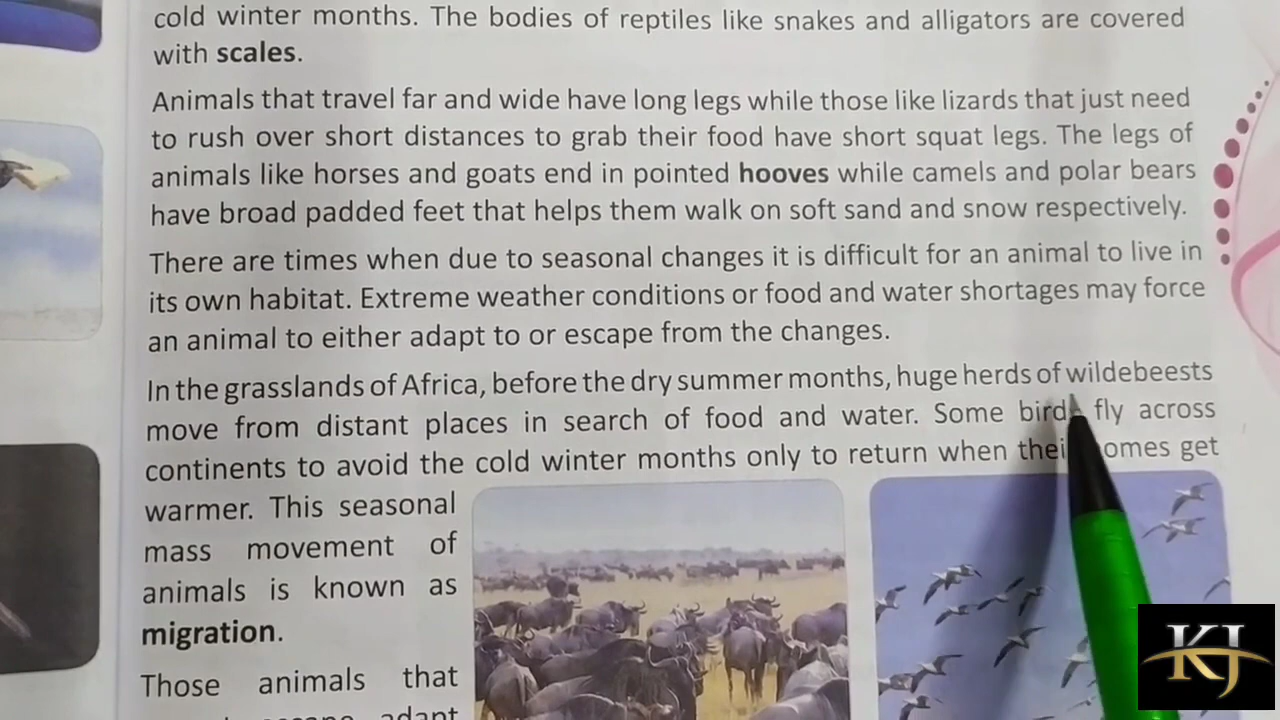 cold winter months. The bodies of reptiles like snakes and alligators are covered
with scales.
Animals that travel far and wide have long legs while those like lizards that just need
to rush over short distances to grab their food have short squat legs. The legs of
animals like horses and goats end in pointed hooves while camels and polar bears
have broad padded feet that helps them walk on soft sand and snow respectively.
There are times when due to seasonal changes it is difficult for an animal to live in
its own habitat. Extreme weather conditions or food and water shortages may force
an animal to either adapt to or escape from the changes.
In the grasslands of Africa, before the dry summer months, huge herds of wildebeests
move from distant places in search of food and water. Some birds fly across
continents to avoid the cold winter months only to return when their homes get
warmer. This seasonal
mass movement of
animals is known as
migration.
Those animals that
adapt
KJ